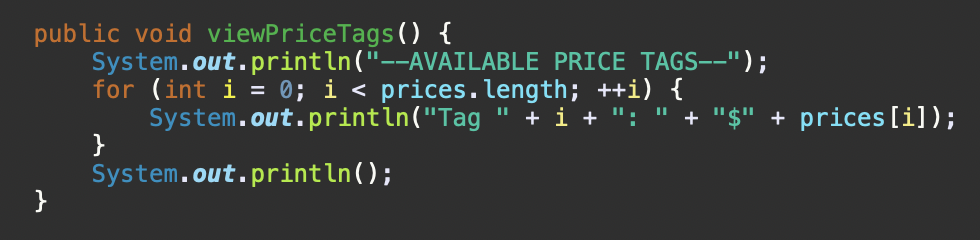 public void viewPriceTags() {
System.out.println("--AVAILABLE PRICE TAGS--");
for (int i = 0; i < prices.length; ++i) {
System.out.println("Tag " + i + ": " + "$" + prices[i]);
}
System.out.println();
}